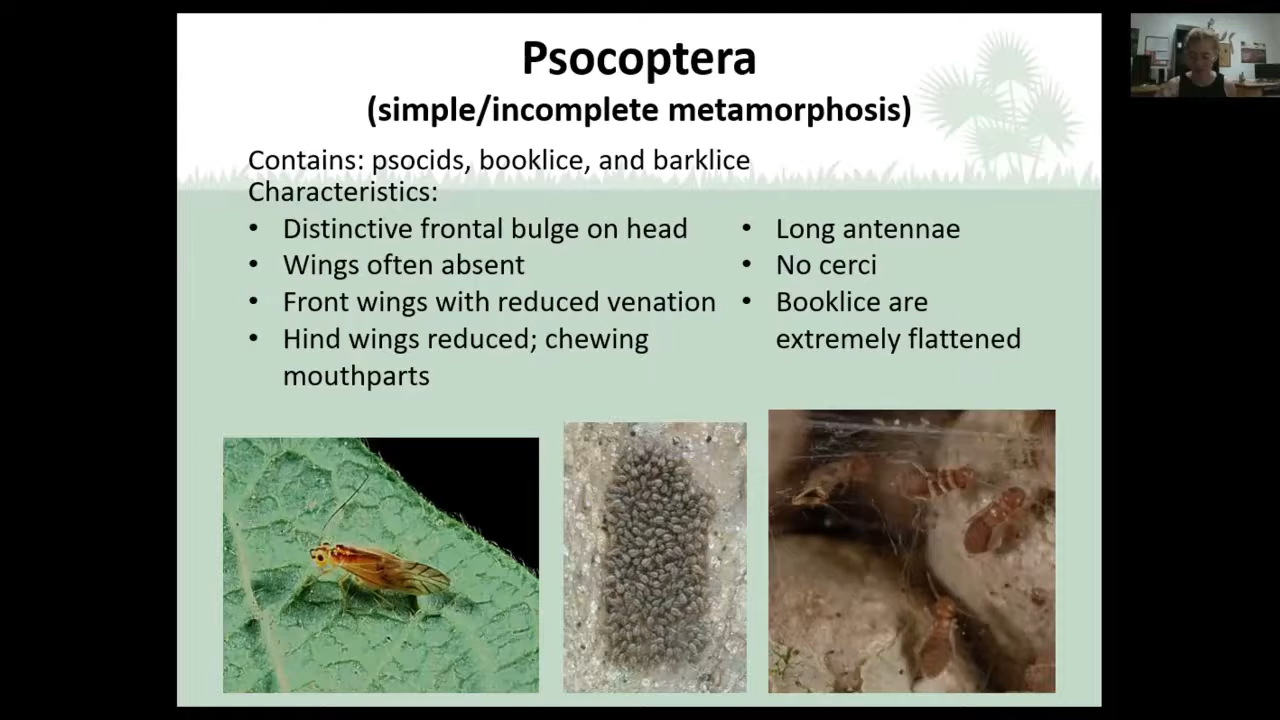 Psocoptera
(simple/incomplete metamorphosis)
Contains: psocids, booklice, and barklice
Characteristics:
• Distinctive frontal bulge on head
• Wings often absent
• Front wings with reduced venation
• Hind wings reduced; chewing
mouthparts
• Long antennae
• No cerci
• Booklice are
extremely flattened